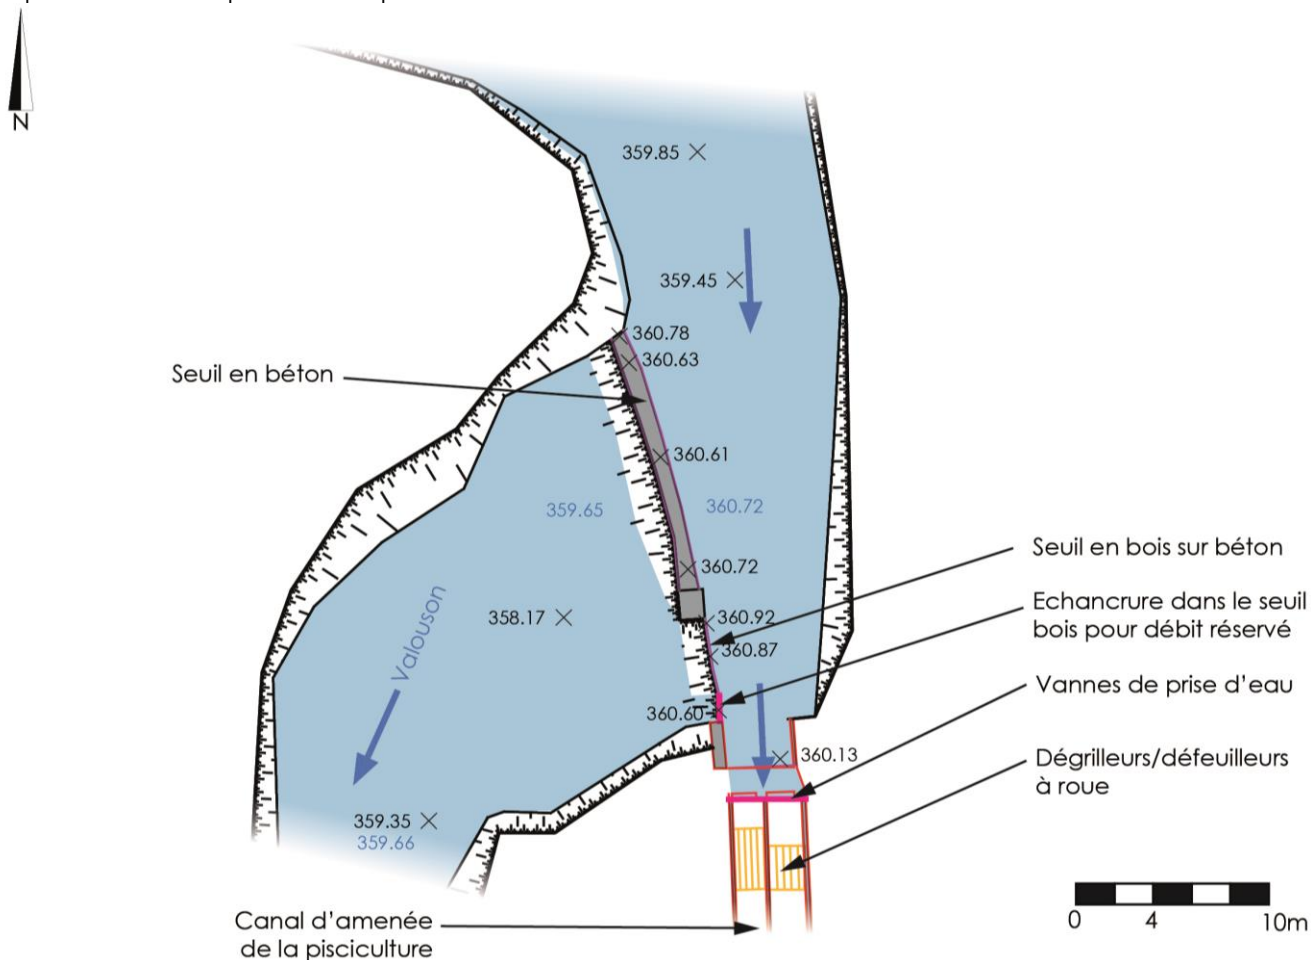 N
359.85
359.45
360.78
360.63
Seuil en béton
360.61
359.65
360.72
Seuil en bois sur béton
360.72
Echancrure dans le seuil
bois pour débit réservé
358.17
360.92
360.87
Valouson
Vannes de prise d'eau
360.60
360.13
Dégrilleurs/défeuilleurs
à roue
359.35
359.66
Canal d'amenée
de la pisciculture
0 4 10m